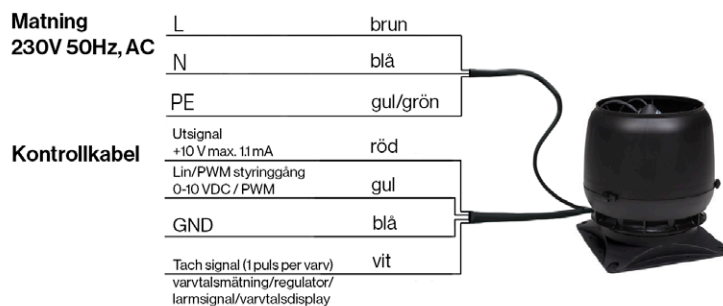 Matning
230V 50Hz, AC
L brun
N blå
PE gul/grön
Kontrollkabel
Utsignal
+10 V max. 1.1 mA röd
Lin/PWM styringgång
0-10 VDC / PWM gul
GND blå
Tach signal (1 puls per varv) vit
varvtalsmätning/regulator/
larmsignal/varvtalsdisplay